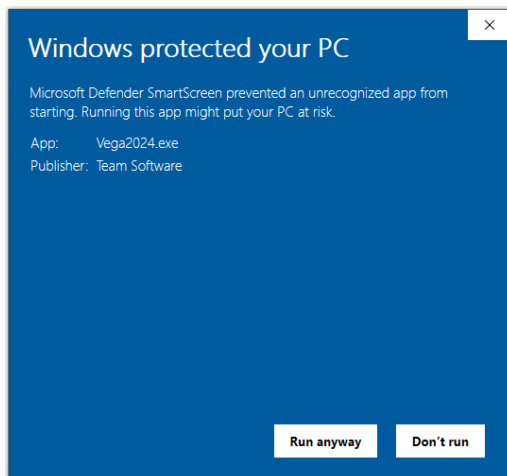 Windows protected your PC
Microsoft Defender SmartScreen prevented an unrecognized app from
starting. Running this app might put your PC at risk.
App: Vega2024.exe
Publisher: Team Software
Run anyway Don't run